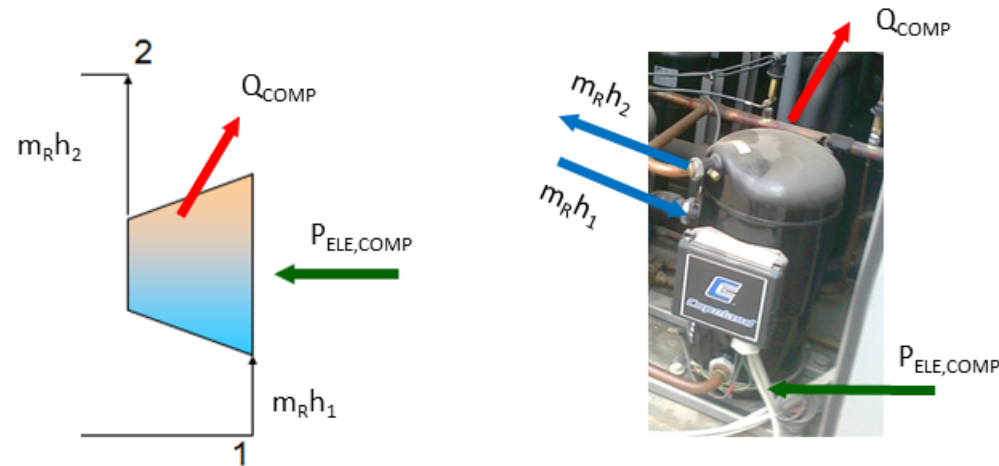 2
Q_COMP
m_Rh_2
P_ELE,COMP
m_Rh_1
1
Q_COMP
m_Rh_2
m_Rh_1
Copeland
P_ELE,COMP